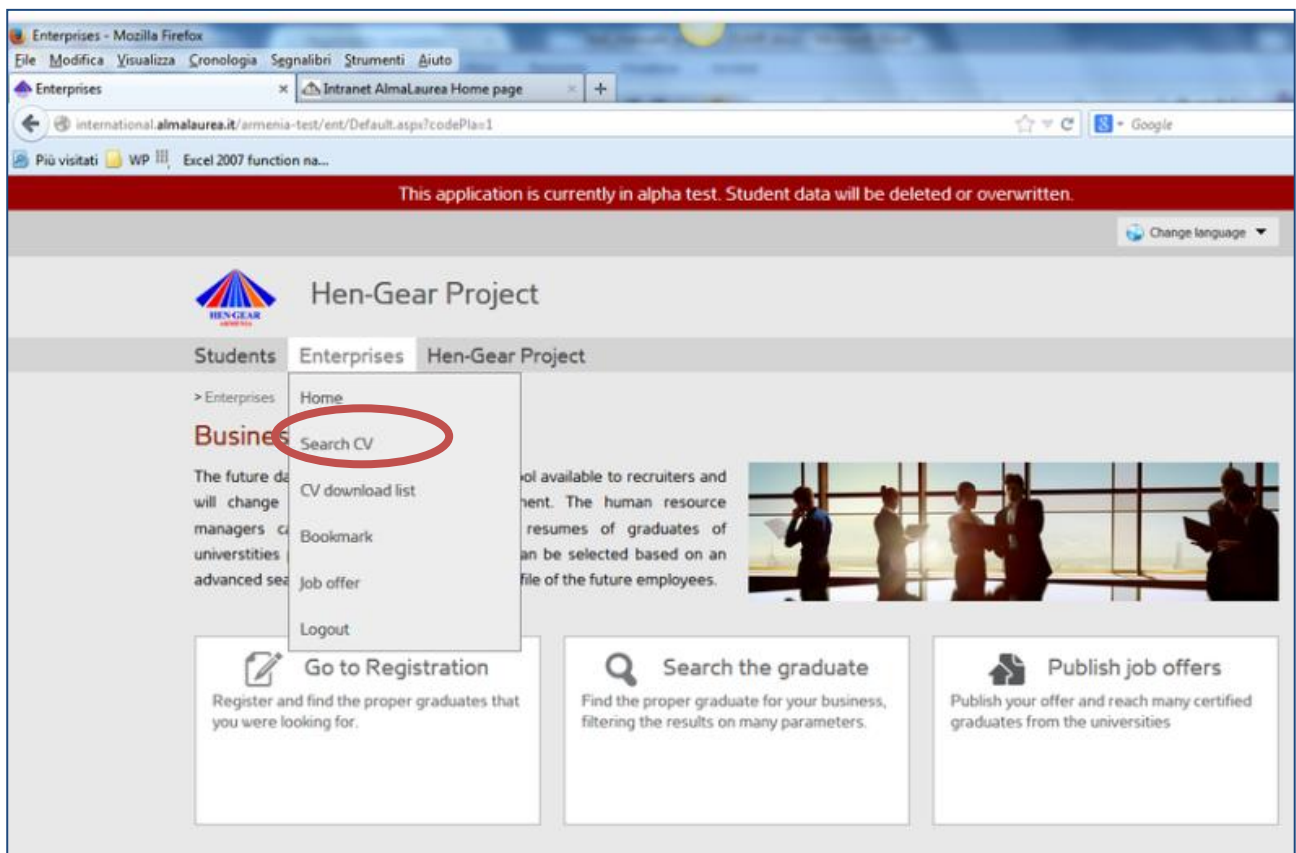 Enterprises - Mozilla Firefox
File Modifica Visualizza Cronologia Segnalibri Strumenti Aiuto
Enterprises × Intranet AlmaLaurea Home page × +
international.almalaurea.it/armenia-test/ent/Default.aspx?codePla=1 Google
Più visitati WP Excel 2007 function na...
This application is currently in alpha test. Student data will be deleted or overwritten.
Change language
HEN-GEAR
ARMENIA
Hen-Gear Project
Students Enterprises Hen-Gear Project
> Enterprises Home
Busines
Search CV
The future da ool available to recruiters and
CV download list
will change ment. The human resource
managers ca resumes of graduates of
Bookmark
universtities an be selected based on an
advanced sea file of the future employees.
Job offer
Logout
Go to Registration
Register and find the proper graduates that
you were looking for.
Search the graduate
Find the proper graduate for your business,
filtering the results on many parameters.
Publish job offers
Publish your offer and reach many certified
graduates from the universities